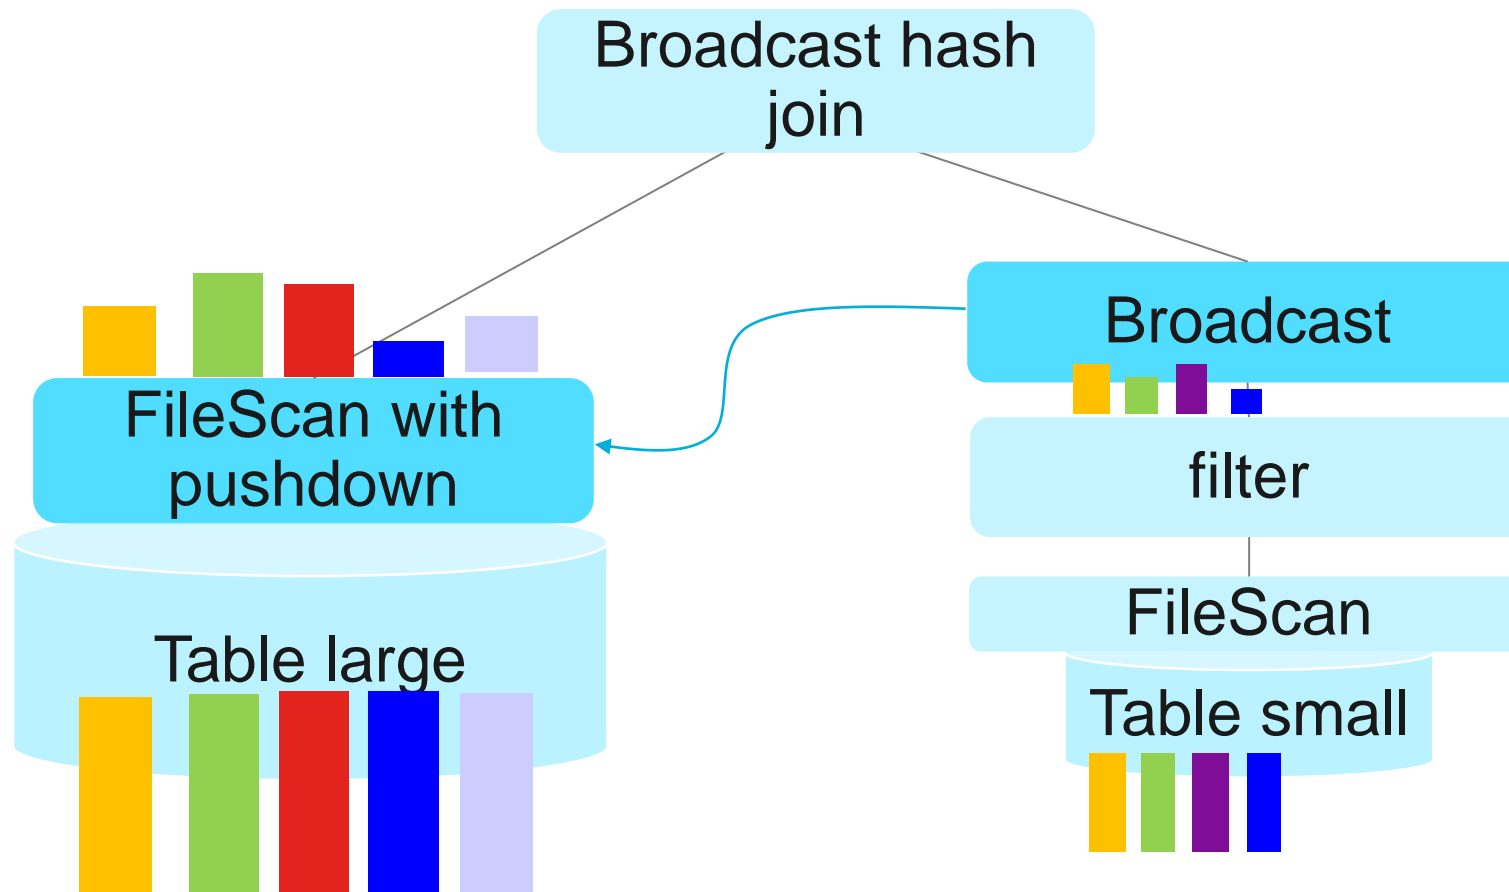 Broadcast hash
join
Broadcast
FileScan with
pushdown
filter
FileScan
Table large
Table small